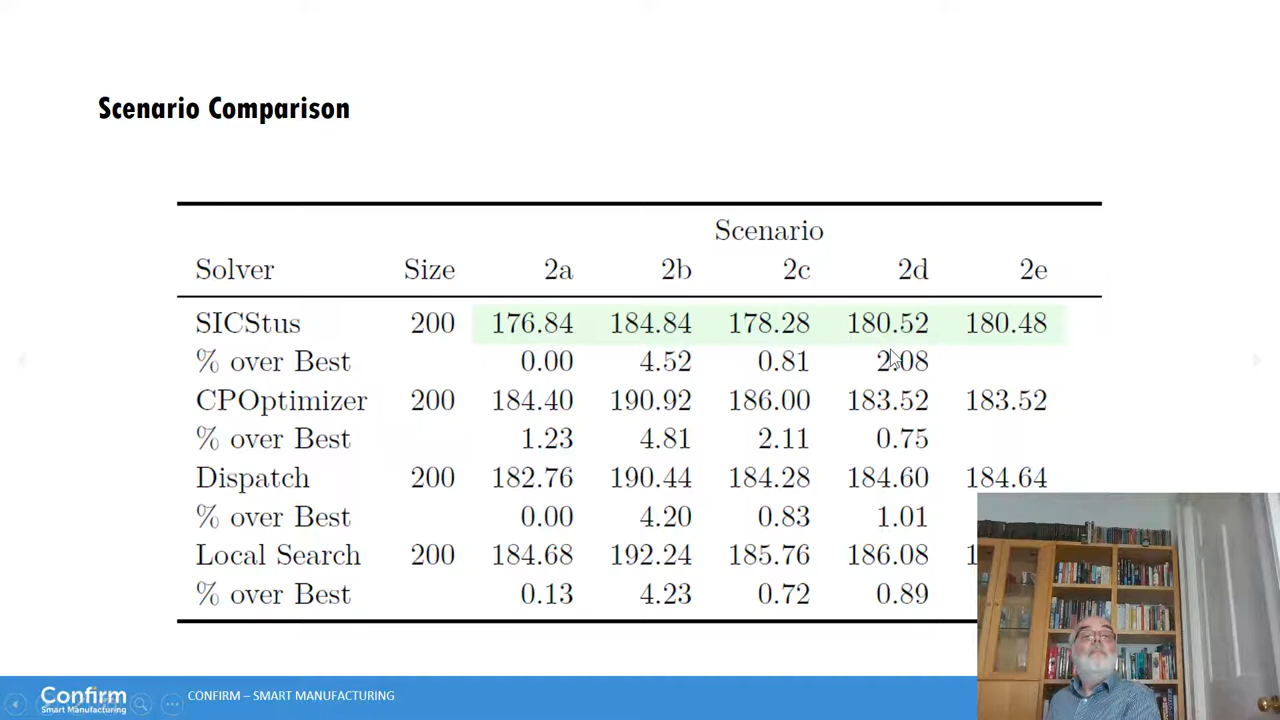 Scenario Comparison
Scenario
Solver Size 2a 2b 2c 2d 2e
SICStus 200 176.84 184.84 178.28 180.52 180.48
% over Best 0.00 4.52 0.81 2.08
CPOptimizer 200 184.40 190.92 186.00 183.52 183.52
% over Best 1.23 4.81 2.11 0.75
Dispatch 200 182.76 190.44 184.28 184.60 184.64
% over Best 0.00 4.20 0.83 1.01
Local Search 200 184.68 192.24 185.76 186.08
% over Best 0.13 4.23 0.72 0.89
Confirm
Smart Manufacturing
CONFIRM – SMART MANUFACTURING